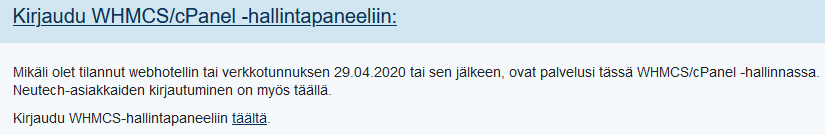 Kirjaudu WHMCS/cPanel -hallintapaneeliin:
Mikäli olet tilannut webhotellin tai verkkotunnuksen 29.04.2020 tai sen jälkeen, ovat palvelusi tässä WHMCS/cPanel -hallinnassa.
Neutech-asiakkaiden kirjautuminen on myös täällä.
Kirjaudu WHMCS-hallintapaneeliin täältä.